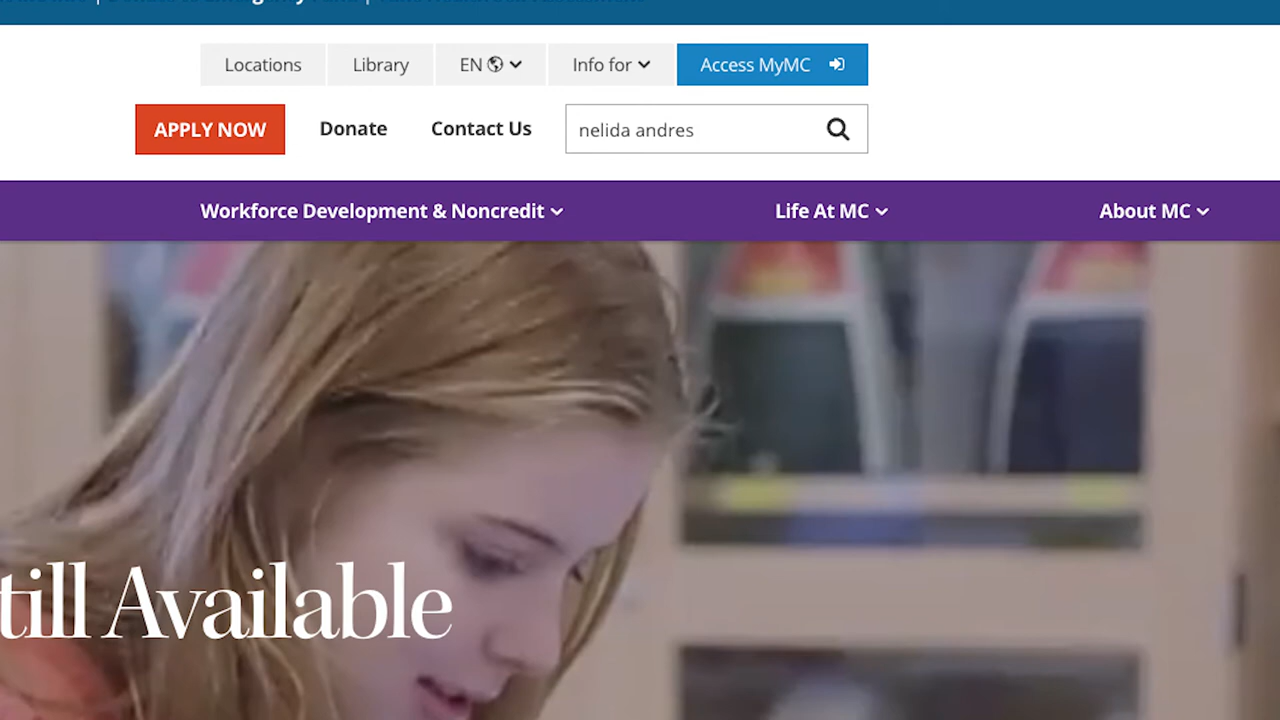 Locations Library EN Info for Access MyMC
APPLY NOW Donate Contact Us nelida andres
Workforce Development & Noncredit Life At MC About MC
till Available